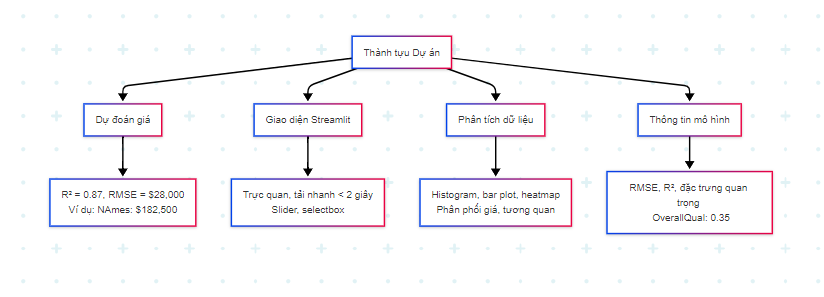 Thành tựu Dự án
Dự đoán giá
Giao diện Streamlit
Phân tích dữ liệu
Thông tin mô hình
R² = 0.87, RMSE = $28,000
Ví dụ: NAmes: $182,500
Trực quan, tải nhanh < 2 giây
Slider, selectbox
Histogram, bar plot, heatmap
Phân phối giá, tương quan
RMSE, R², đặc trưng quan
trọng
OverallQual: 0.35